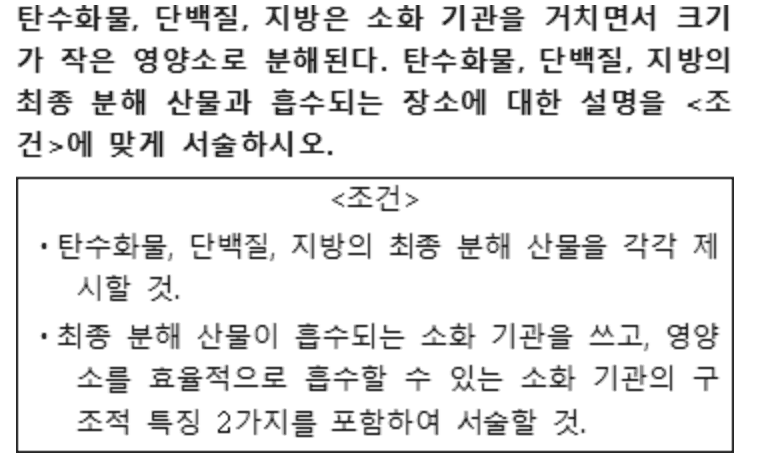 탄수화물, 단백질, 지방은 소화 기관을 거치면서 크기
가 작은 영양소로 분해된다. 탄수화물, 단백질, 지방의
최종 분해 산물과 흡수되는 장소에 대한 설명을 <조
건>에 맞게 서술하시오.
<조건>
• 탄수화물, 단백질, 지방의 최종 분해 산물을 각각 제
시할 것.
• 최종 분해 산물이 흡수되는 소화 기관을 쓰고, 영양
소를 효율적으로 흡수할 수 있는 소화 기관의 구
조적 특징 2가지를 포함하여 서술할 것.